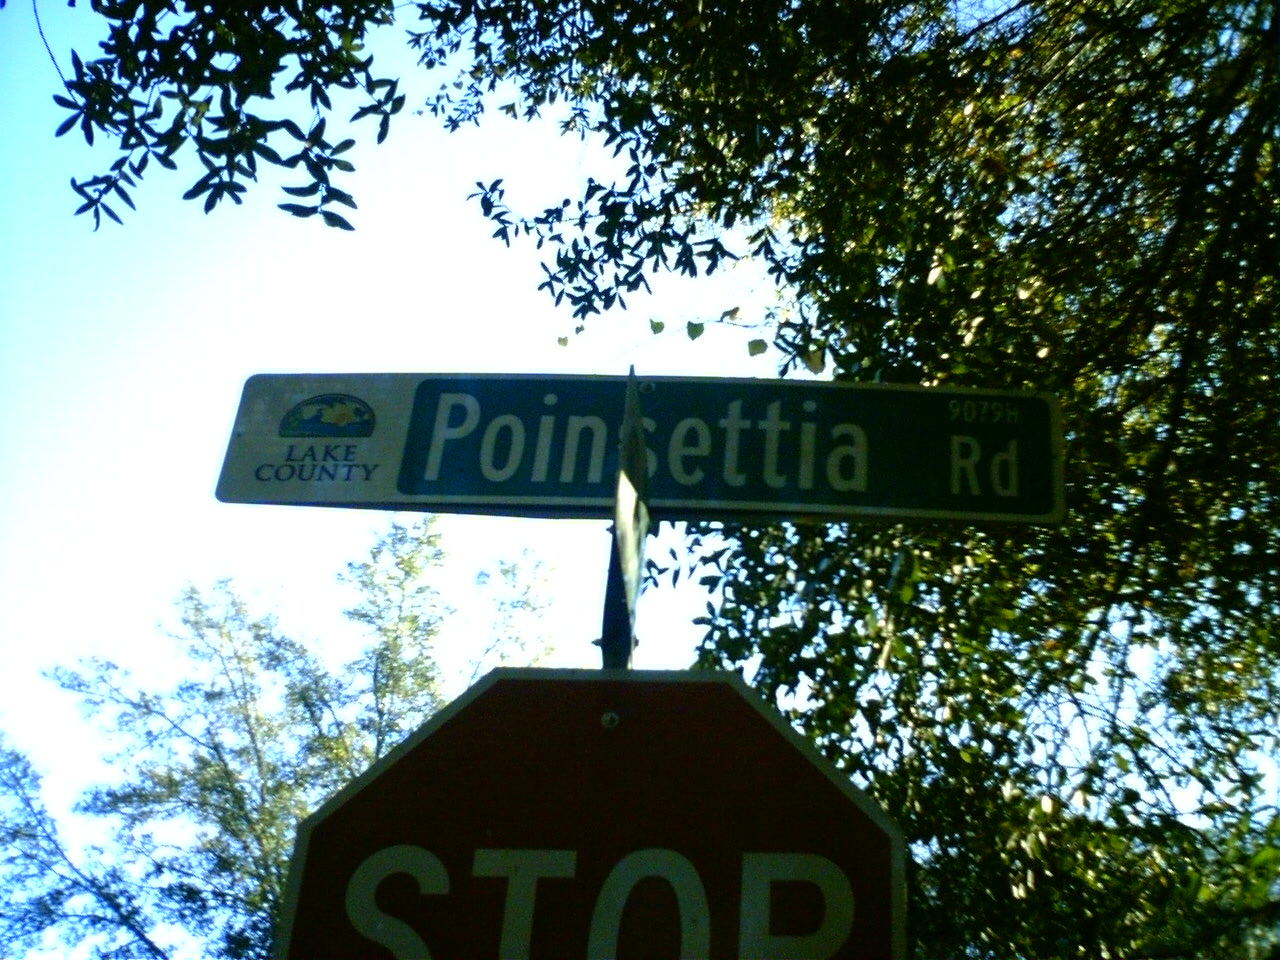 LAKE
COUNTY
Poinsettia Rd
9079H
STOP